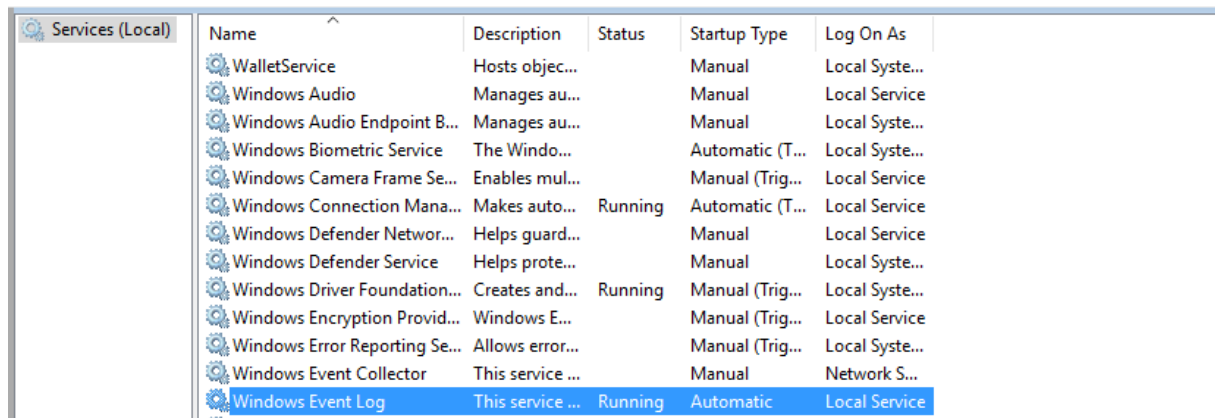 Services (Local)
Name Description Status Startup Type Log On As
WalletService Hosts objec... Manual Local Syste...
Windows Audio Manages au... Manual Local Service
Windows Audio Endpoint B... Manages au... Manual Local Syste...
Windows Biometric Service The Windo... Automatic (T... Local Syste...
Windows Camera Frame Se... Enables mul... Manual (Trig... Local Service
Windows Connection Mana... Makes auto... Running Automatic (T... Local Service
Windows Defender Networ... Helps guard... Manual Local Service
Windows Defender Service Helps prote... Manual Local Syste...
Windows Driver Foundation... Creates and... Running Manual (Trig... Local Syste...
Windows Encryption Provid... Windows E... Manual (Trig... Local Service
Windows Error Reporting Se... Allows error... Manual (Trig... Local Syste...
Windows Event Collector This service ... Manual Network S...
Windows Event Log This service ... Running Automatic Local Service